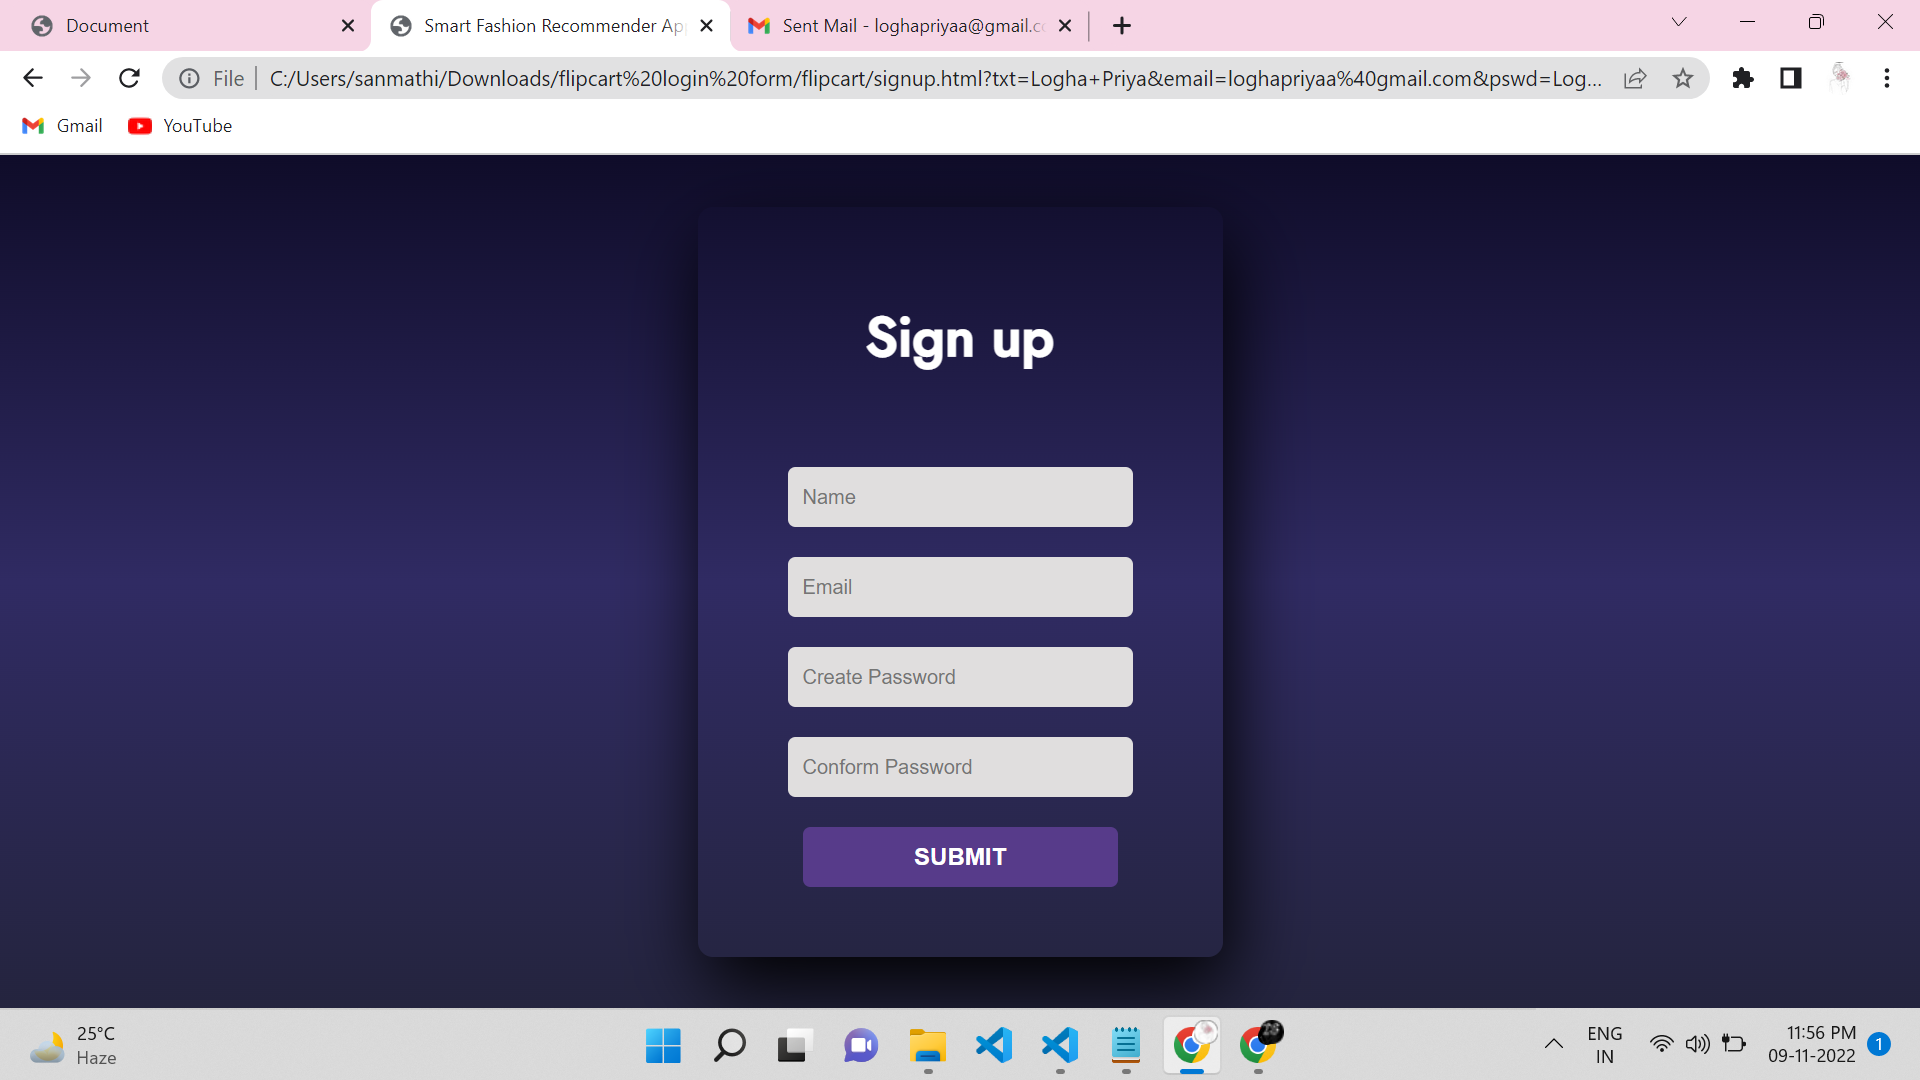 Document
Smart Fashion Recommender Ap
Sent Mail - loghapriyaa@gmail.c
File
C:/Users/sanmathi/Downloads/flipcart%20login%20form/flipcart/signup.html?txt=Logha+Priya&email=loghapriyaa%40gmail.com&pswd=Log...
Gmail
YouTube
Sign up
Name
Email
Create Password
Conform Password
SUBMIT
25°C
Haze
ENG
IN
11:56 PM
09-11-2022
1